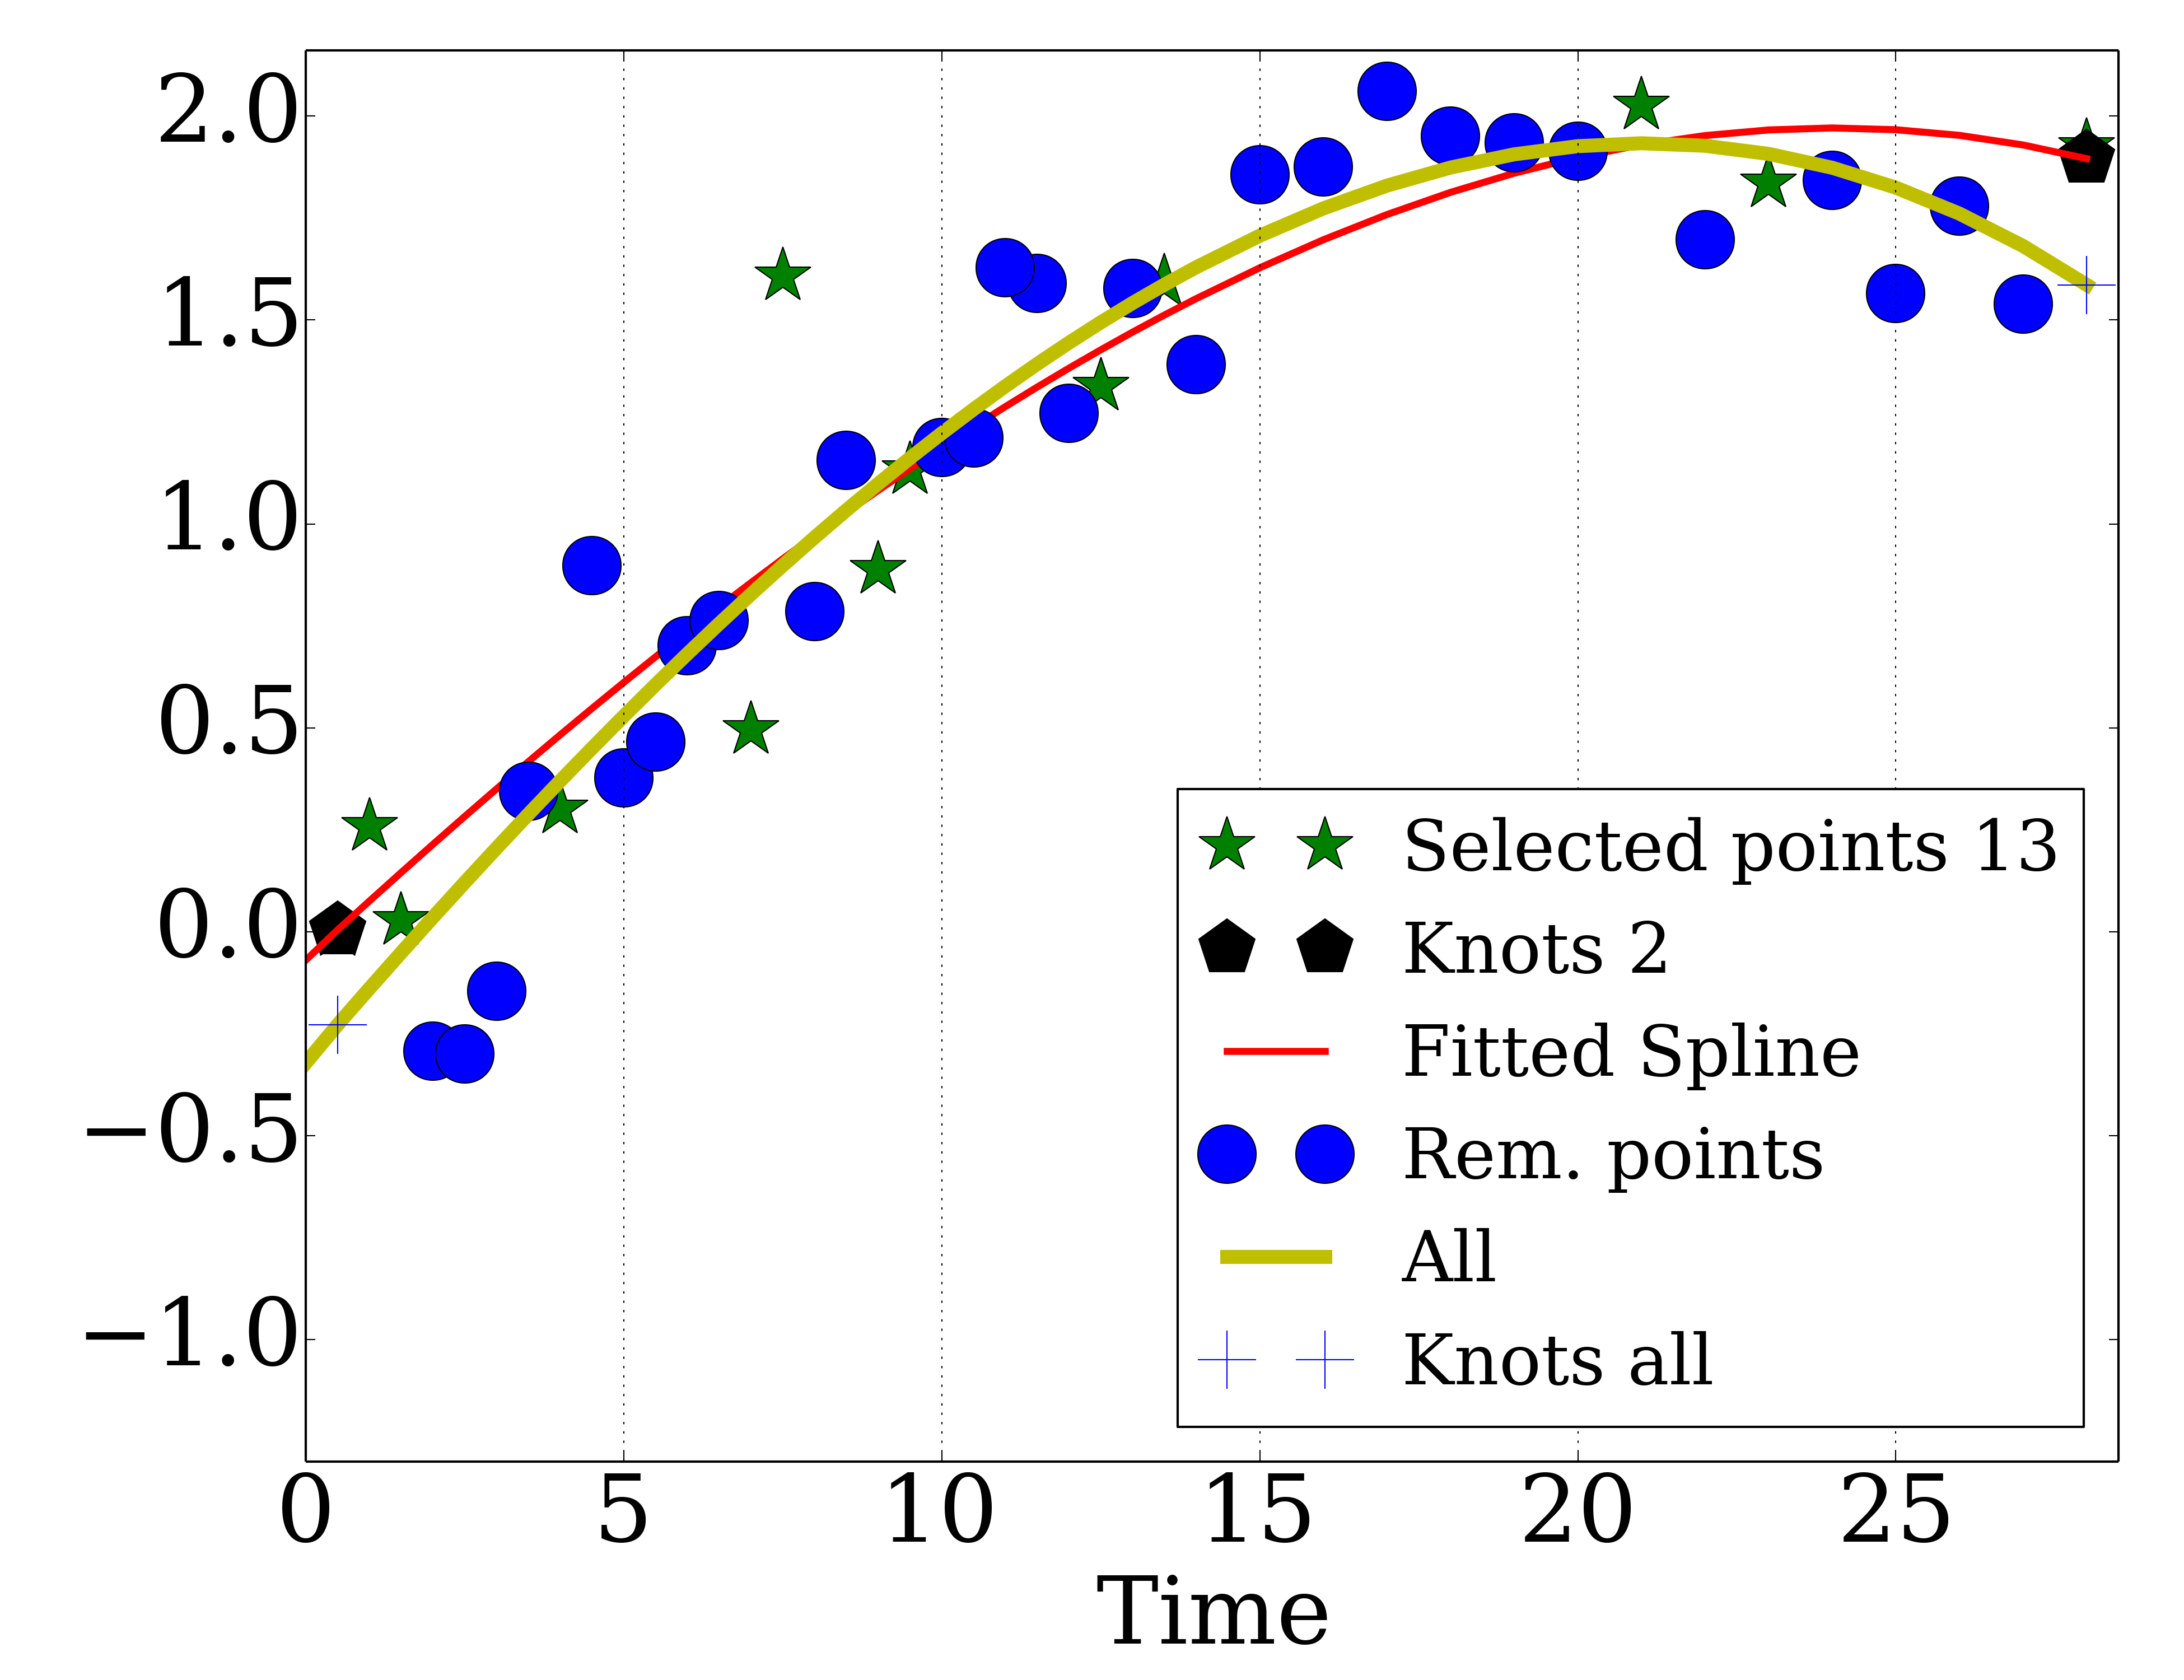 2.0
1.5
1.0
0.5
0.0
−0.5
−1.0
Selected points 13
Knots 2
Fitted Spline
Rem. points
All
Knots all
0 5 10 15 20 25
Time